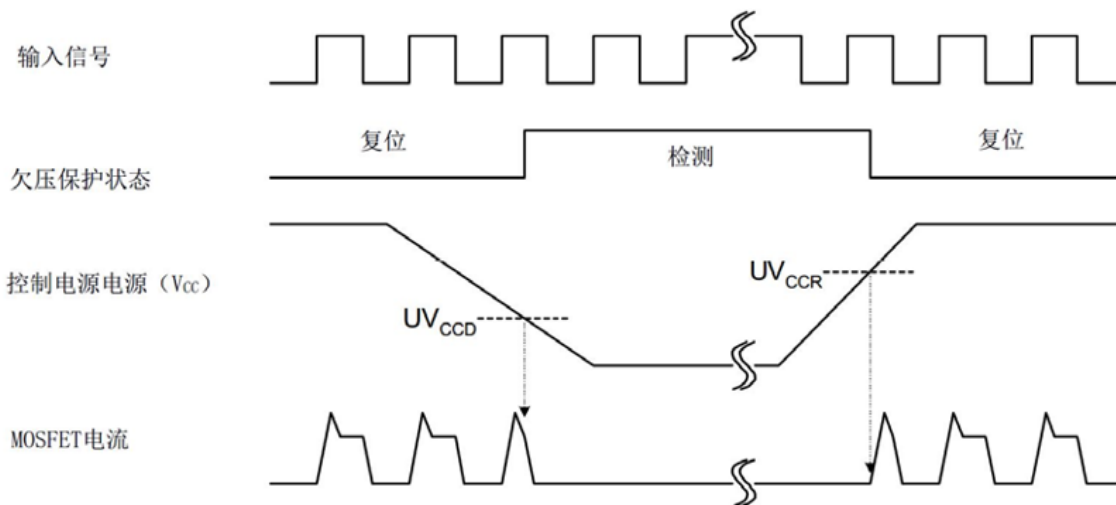 输入信号
复位
检测
复位
欠压保护状态
控制电源电源（VCC）
UVCCD
UVCCR
MOSFET电流